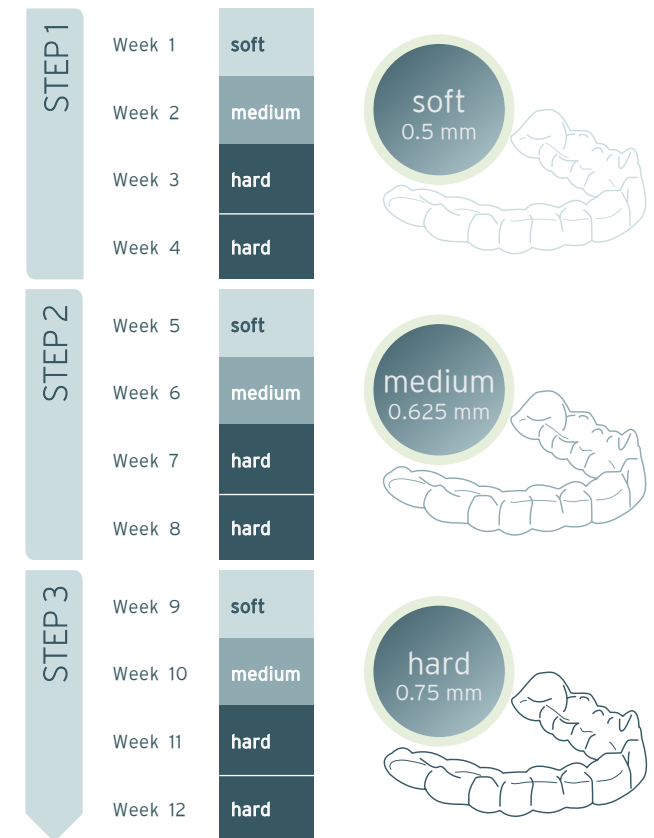 STEP 1
Week 1 soft
Week 2 medium
Week 3 hard
Week 4 hard
soft
0.5 mm
STEP 2
Week 5 soft
Week 6 medium
Week 7 hard
Week 8 hard
medium
0.625 mm
STEP 3
Week 9 soft
Week 10 medium
Week 11 hard
Week 12 hard
hard
0.75 mm